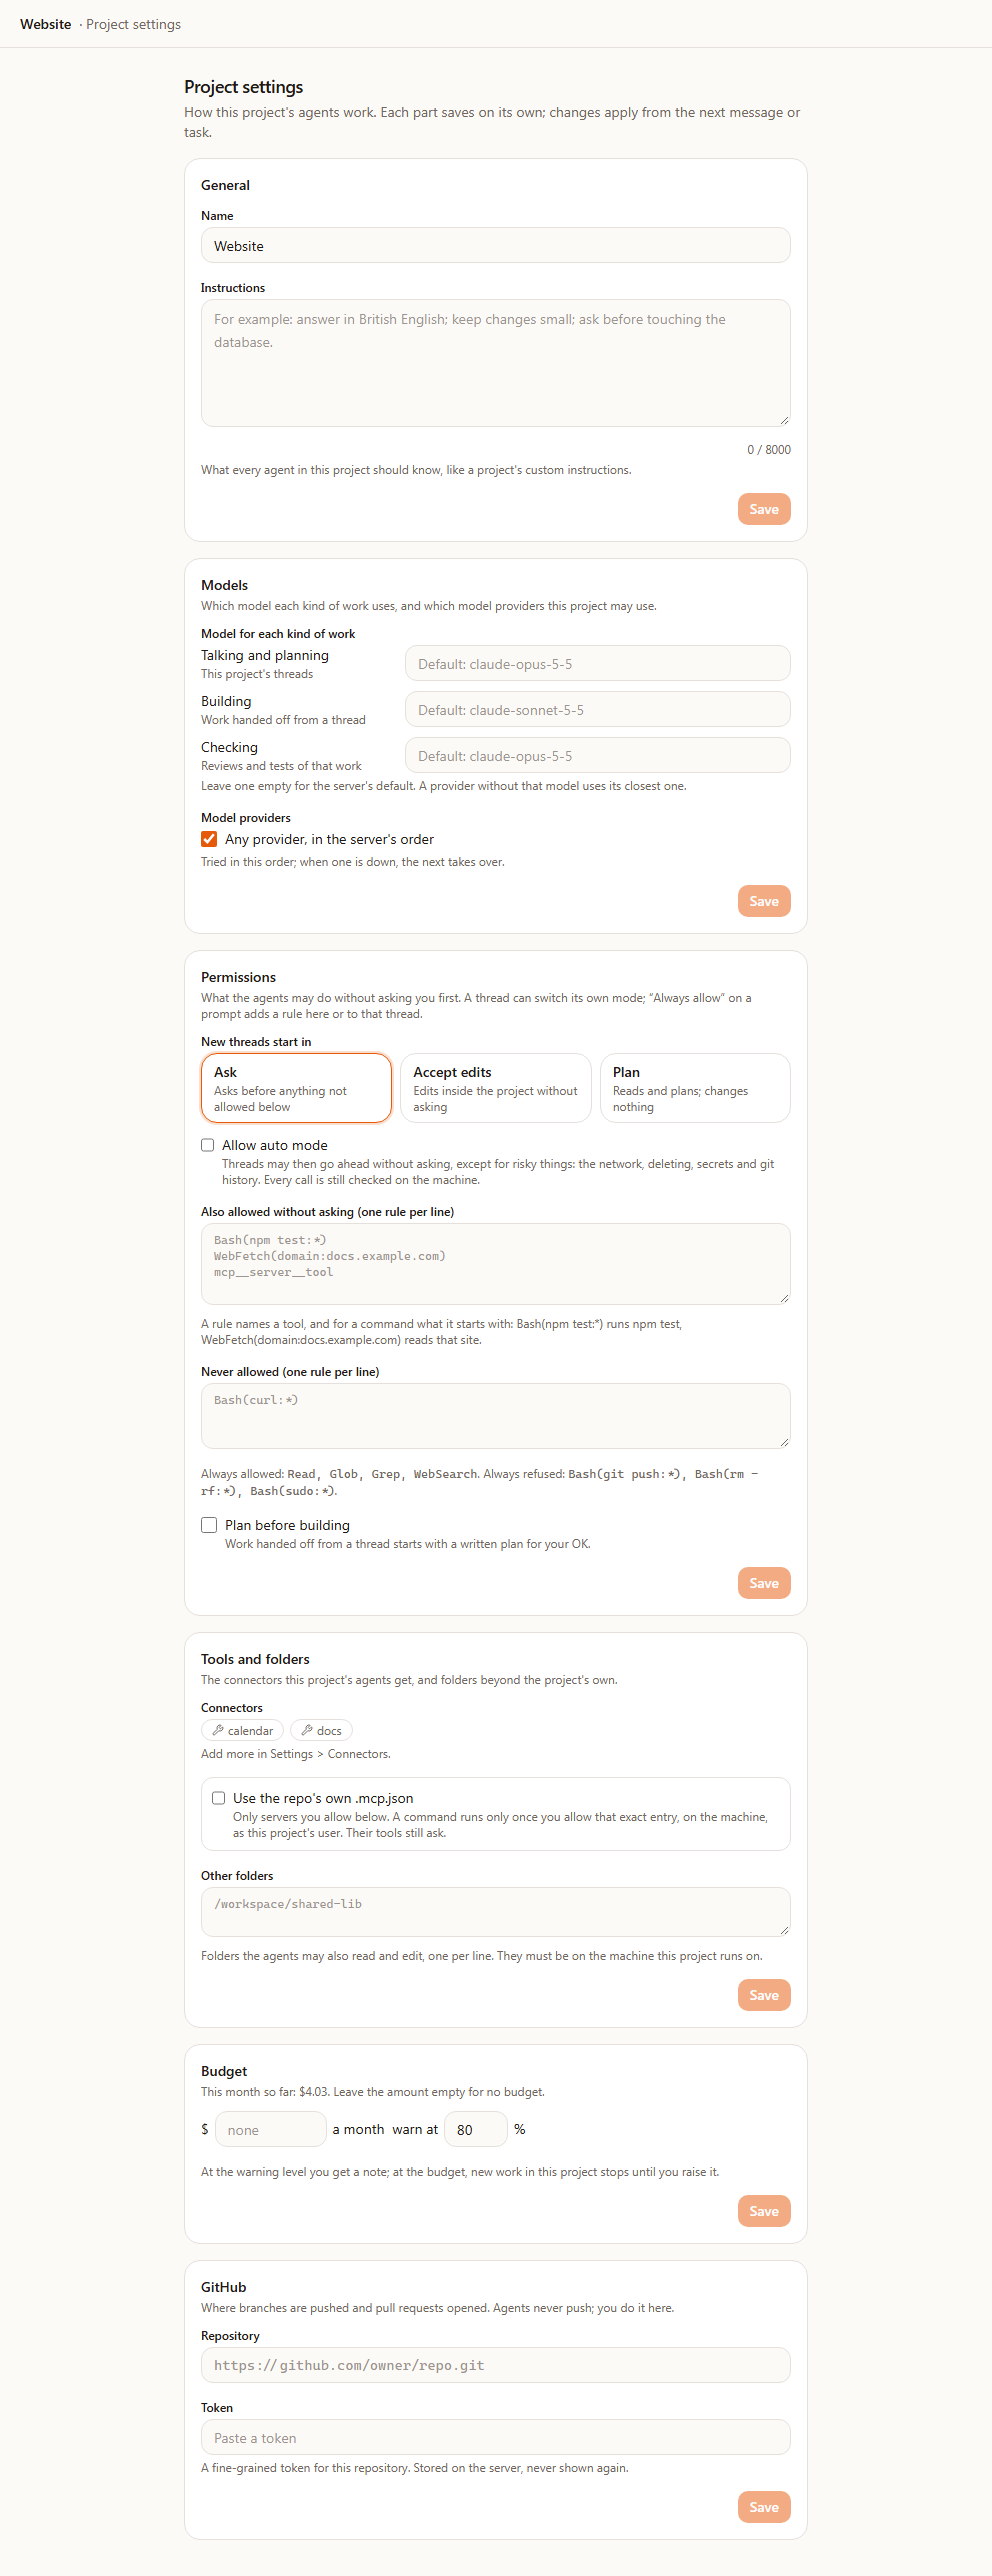 Website · Project settings
Project settings
How this project's agents work. Each part saves on its own; changes apply from the next message or
task.
General
Name
Website
Instructions
For example: answer in British English; keep changes small; ask before touching the
database.
0 / 8000
What every agent in this project should know, like a project's custom instructions.
Save
Models
Which model each kind of work uses, and which model providers this project may use.
Model for each kind of work
Talking and planning
This project's threads
Default: claude-opus-5-5
Building
Work handed off from a thread
Default: claude-sonnet-5-5
Checking
Reviews and tests of that work
Default: claude-opus-5-5
Leave one empty for the server's default. A provider without that model uses its closest one.
Model providers
Any provider, in the server's order
Tried in this order; when one is down, the next takes over.
Save
Permissions
What the agents may do without asking you first. A thread can switch its own mode; “Always allow” on a
prompt adds a rule here or to that thread.
New threads start in
Ask
Asks before anything not
allowed below
Accept edits
Edits inside the project without
asking
Plan
Reads and plans; changes
nothing
Allow auto mode
Threads may then go ahead without asking, except for risky things: the network, deleting, secrets and git
history. Every call is still checked on the machine.
Also allowed without asking (one rule per line)
Bash(npm test:*)
WebFetch(domain:docs.example.com)
mcp__server__tool
A rule names a tool, and for a command what it starts with: Bash(npm test:*) runs npm test,
WebFetch(domain:docs.example.com) reads that site.
Never allowed (one rule per line)
Bash(curl:*)
Always allowed: Read, Glob, Grep, WebSearch. Always refused: Bash(git push:*), Bash(rm -
rf:*), Bash(sudo:*).
Plan before building
Work handed off from a thread starts with a written plan for your OK.
Save
Tools and folders
The connectors this project's agents get, and folders beyond the project's own.
Connectors
calendar docs
Add more in Settings > Connectors.
Use the repo's own .mcp.json
Only servers you allow below. A command runs only once you allow that exact entry, on the machine,
as this project's user. Their tools still ask.
Other folders
/workspace/shared-lib
Folders the agents may also read and edit, one per line. They must be on the machine this project runs on.
Save
Budget
This month so far: $4.03. Leave the amount empty for no budget.
$ none a month warn at 80 %
At the warning level you get a note; at the budget, new work in this project stops until you raise it.
Save
GitHub
Where branches are pushed and pull requests opened. Agents never push; you do it here.
Repository
https://github.com/owner/repo.git
Token
Paste a token
A fine-grained token for this repository. Stored on the server, never shown again.
Save